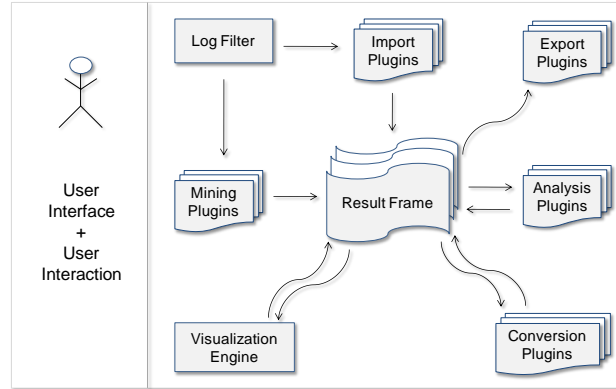 User
Interface
+
User
Interaction
Log Filter
Import
Plugins
Export
Plugins
Mining
Plugins
Result Frame
Analysis
Plugins
Visualization
Engine
Conversion
Plugins